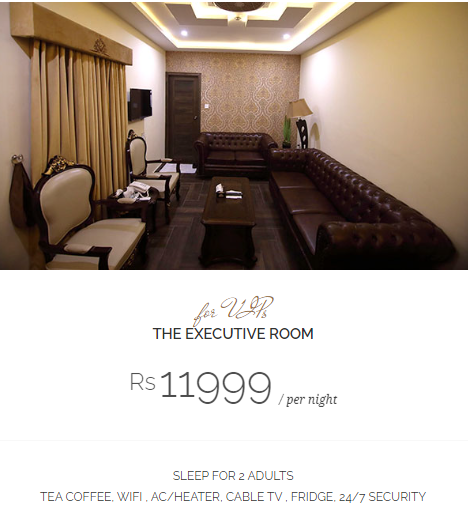 for VIPs
THE EXECUTIVE ROOM
Rs 11999 / per night
SLEEP FOR 2 ADULTS
TEA COFFEE, WIFI , AC/HEATER, CABLE TV , FRIDGE, 24/7 SECURITY